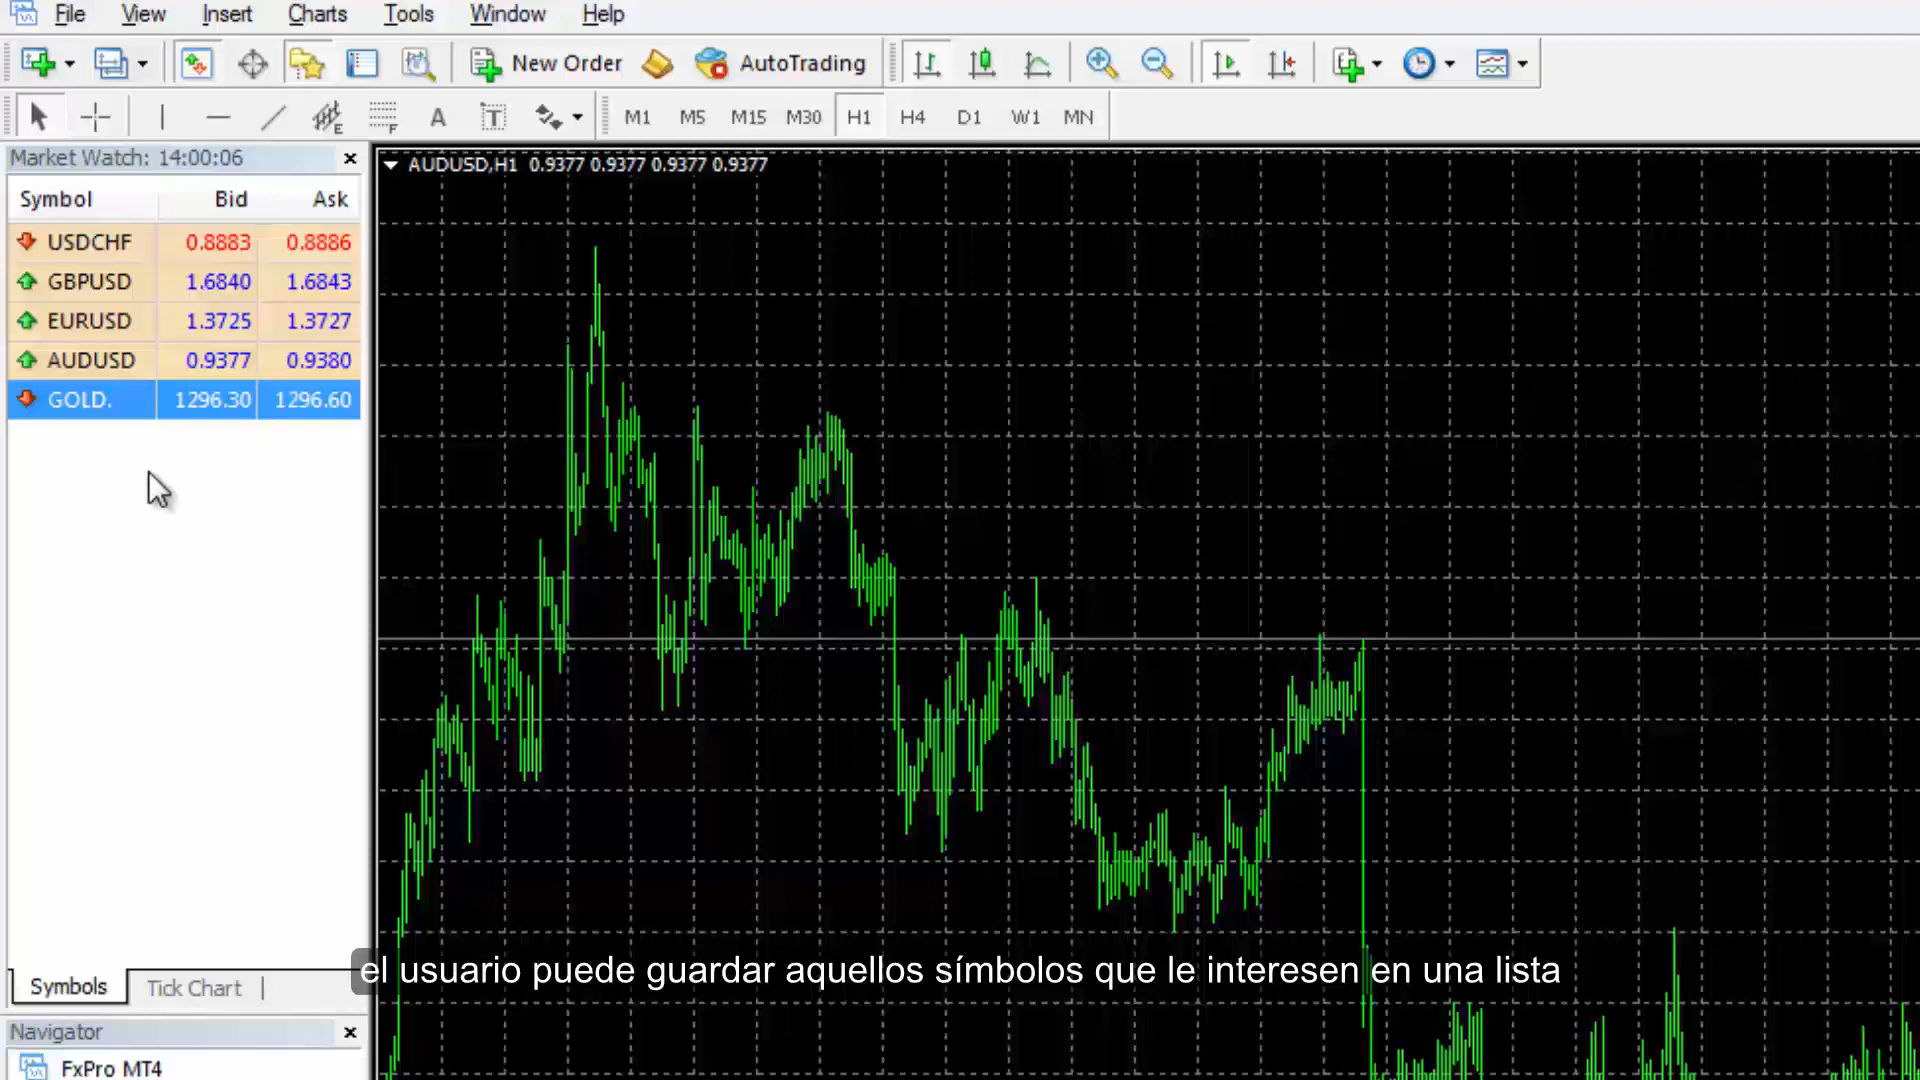 File View Insert Charts Tools Window Help
New Order AutoTrading
A T M1 M5 M15 M30 H1 H4 D1 W1 MN
Market Watch: 14:00:06
Symbol Bid Ask
USDCHF 0.8883 0.8886
GBPUSD 1.6840 1.6843
EURUSD 1.3725 1.3727
AUDUSD 0.9377 0.9380
GOLD. 1296.30 1296.60
AUDUSD,H1 0.9377 0.9377 0.9377 0.9377
el usuario puede guardar aquellos símbolos que le interesen en una lista
Symbols Tick Chart
Navigator
FxPro MT4